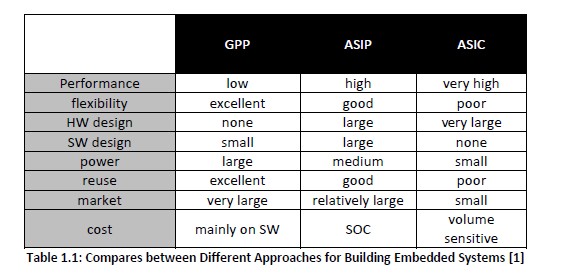 GPP ASIP ASIC
Performance low high very high
flexibility excellent good poor
HW design none large very large
SW design small large none
power large medium small
reuse excellent good poor
market very large relatively large small
cost mainly on SW SOC volume sensitive
Table 1.1: Compares between Different Approaches for Building Embedded Systems [1]